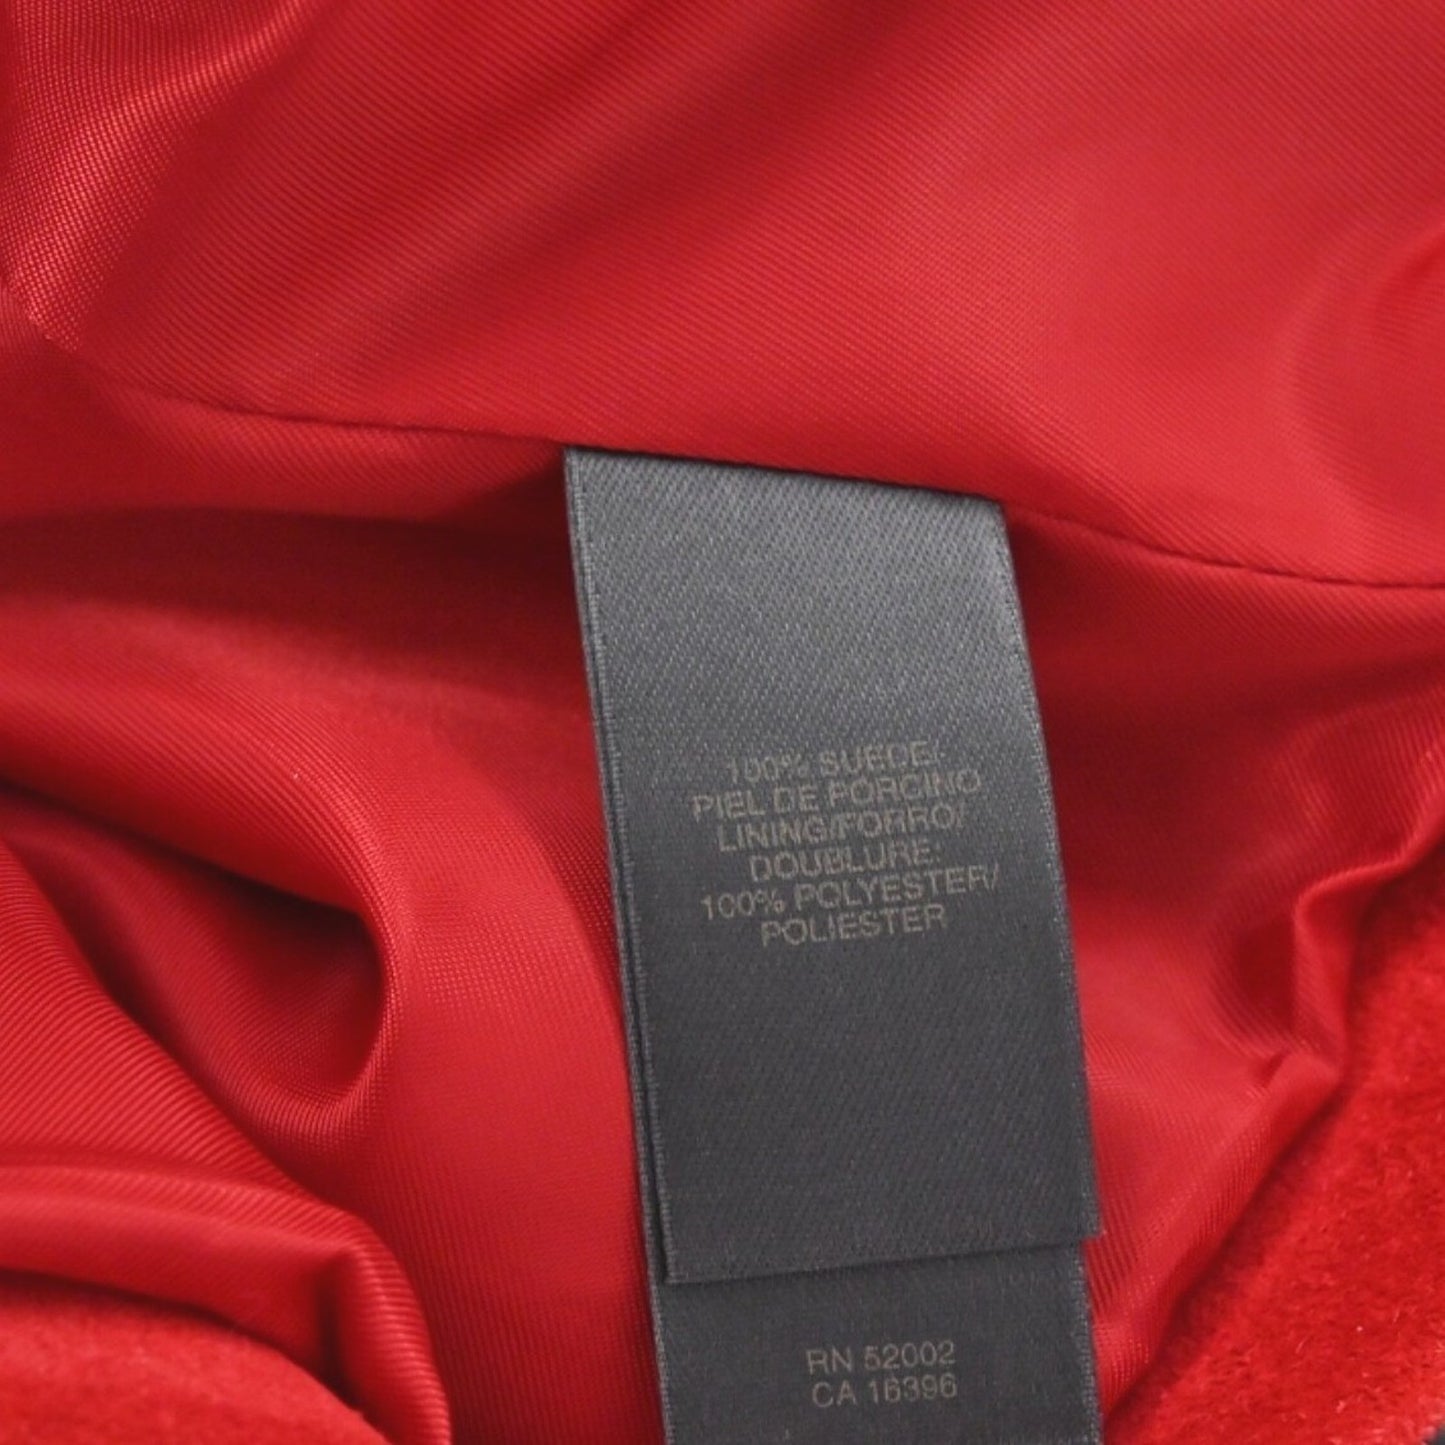 100% SUEDE/
PIEL DE PORCINO
LINING/FORRO/
DOUBLURE:
100% POLYESTER/
POLIESTER
RN 52002
CA 16396